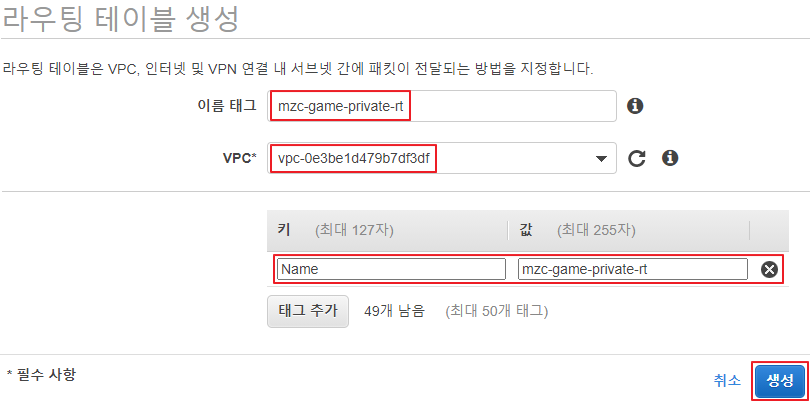 라우팅 테이블 생성
라우팅 테이블은 VPC, 인터넷 및 VPN 연결 내 서브넷 간에 패킷이 전달되는 방법을 지정합니다.
이름 태그 mzc-game-private-rt
VPC* vpc-0e3be1d479b7df3df
키 (최대 127자) 값 (최대 255자)
Name mzc-game-private-rt
태그 추가 49개 남음 (최대 50개 태그)
* 필수 사항 취소 생성